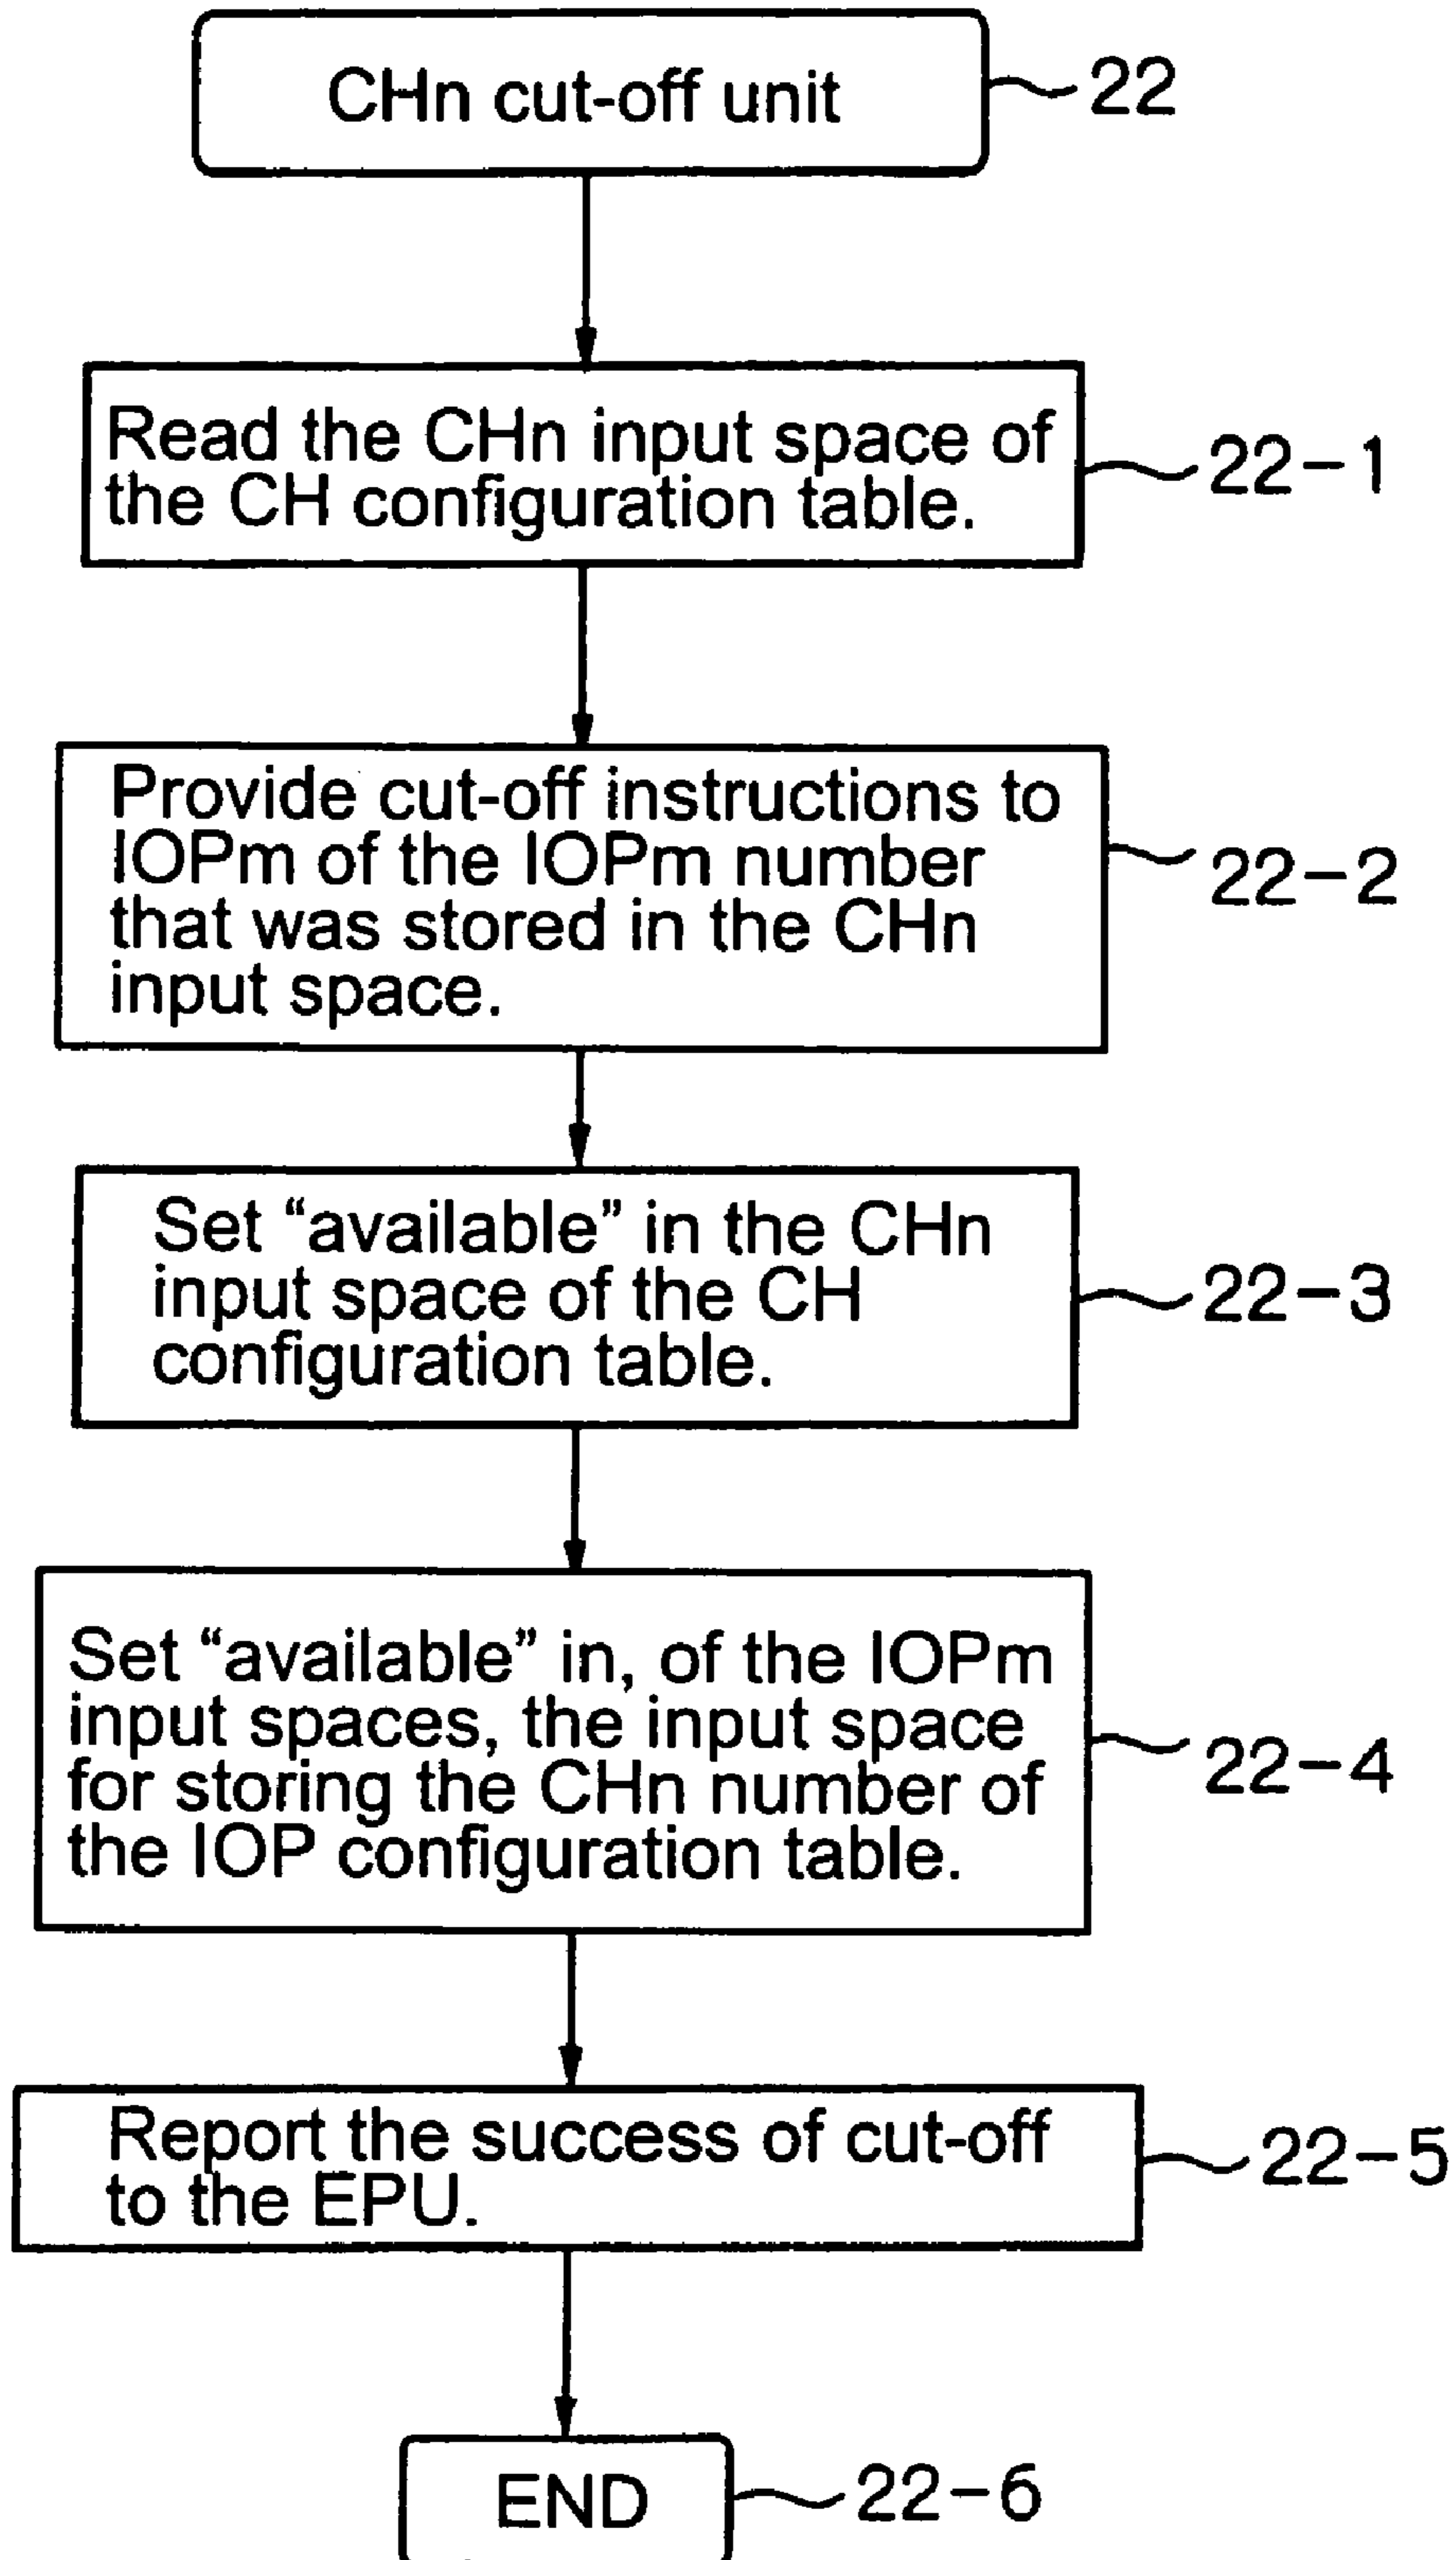 CHn cut-off unit
22
Read the CHn input space of
the CH configuration table.
22-1
Provide cut-off instructions to
IOPm of the IOPm number
that was stored in the CHn
input space.
22-2
Set “available” in the CHn
input space of the CH
configuration table.
22-3
Set “available” in, of the IOPm
input spaces, the input space
for storing the CHn number of
the IOP configuration table.
22-4
Report the success of cut-off
to the EPU.
22-5
END
22-6